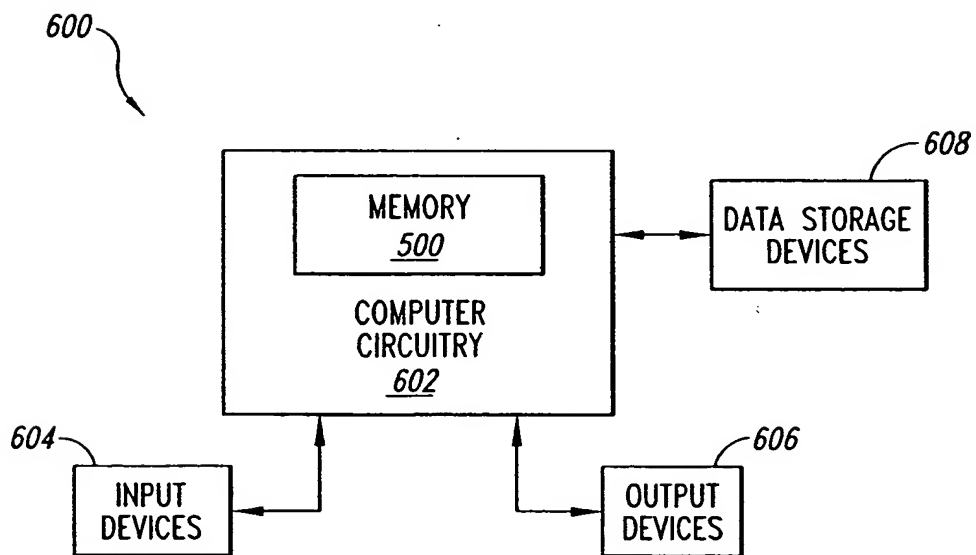 600
608
MEMORY
500
DATA STORAGE
DEVICES
COMPUTER
CIRCUITRY
602
604
606
INPUT
DEVICES
OUTPUT
DEVICES